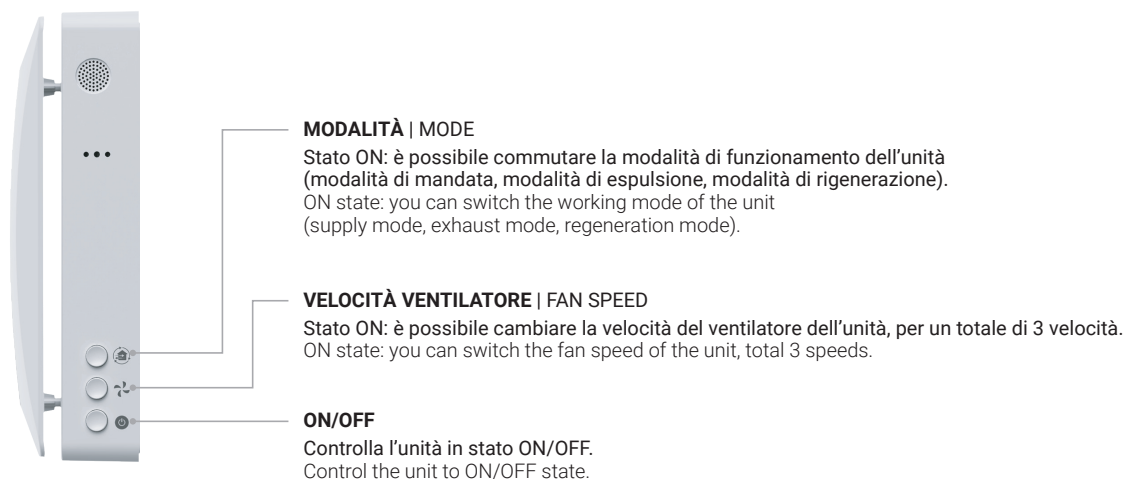 MODALITÀ | MODE
Stato ON: è possibile commutare la modalità di funzionamento dell'unità
(modalità di mandata, modalità di espulsione, modalità di rigenerazione).
ON state: you can switch the working mode of the unit
(supply mode, exhaust mode, regeneration mode).
VELOCITÀ VENTILATORE | FAN SPEED
Stato ON: è possibile cambiare la velocità del ventilatore dell'unità, per un totale di 3 velocità.
ON state: you can switch the fan speed of the unit, total 3 speeds.
ON/OFF
Controlla l'unità in stato ON/OFF.
Control the unit to ON/OFF state.